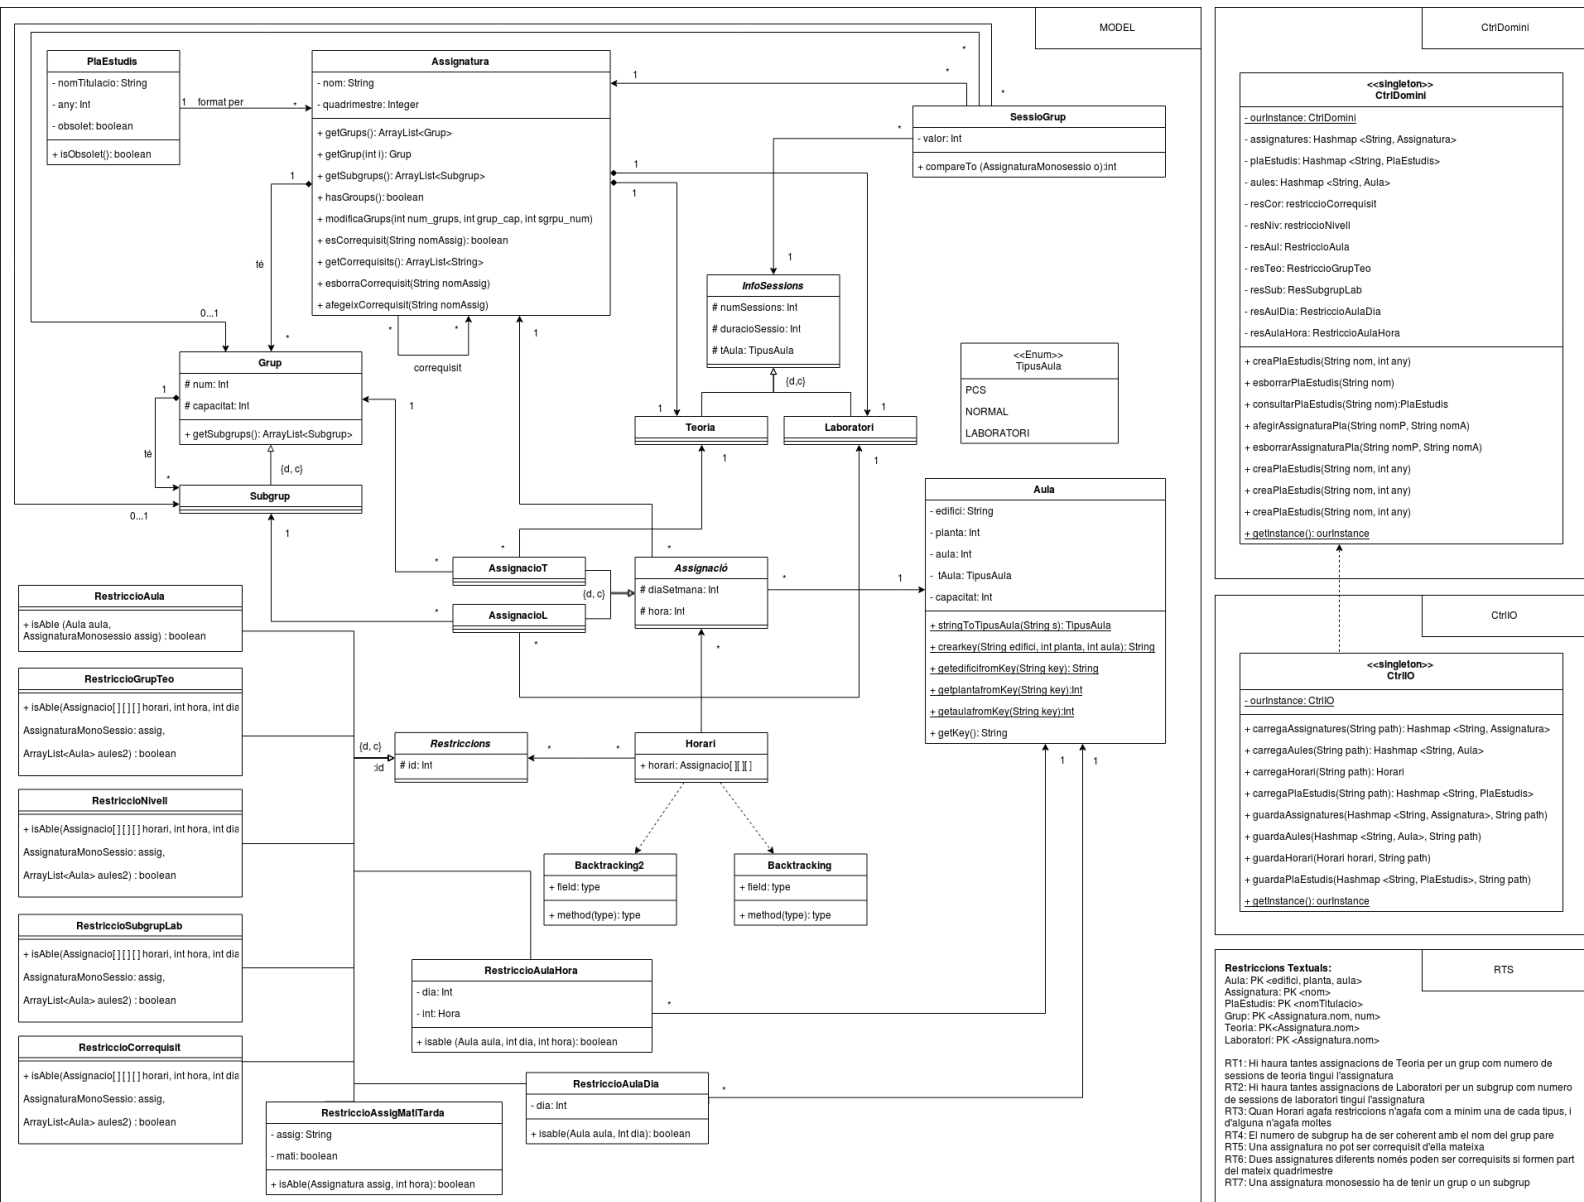 MODEL
PlaEstudis
- nomTitulacio: String
- any: Int
- obsolet: boolean
+ isObsolet(): boolean
1 format per *
Assignatura
- nom: String
- quadrimestre: Integer
+ getGrups(): ArrayList<Grup>
+ getGrup(int i): Grup
+ getSubgrups(): ArrayList<Subgrup>
+ hasGroups(): boolean
+ modificaGrups(int num_grups, int grup_cap, int sgrpu_num)
+ esCorrequisit(String nomAssig): boolean
+ getCorrequisits(): ArrayList<String>
+ esborraCorrequisit(String nomAssig)
+ afegeixCorrequisit(String nomAssig)
1
*
*
*
SessioGrup
- valor: Int
+ compareTo (AssignaturaMonosessio o):int
*
1
1
1
1
té
*
0...1
* *
correquisit
1
InfoSessions
# numSessions: Int
# duracioSessio: Int
# tAula: TipusAula
{d,c}
1
1
Teoria
Laboratori
1
1
<<Enum>>
TipusAula
PCS
NORMAL
LABORATORI
Grup
# num: Int
# capacitat: Int
+ getSubgrups(): ArrayList<Subgrup>
1
1
té
*
{d, c}
Subgrup
0...1
1
*
AssignacioT
*
AssignacioL
*
*
{d, c}
*
Assignació
# diaSetmana: Int
# hora: Int
* 1
*
Aula
- edifici: String
- planta: Int
- aula: Int
- tAula: TipusAula
- capacitat: Int
+ stringToTipusAula(String s): TipusAula
+ crearkey(String edifici, int planta, int aula): String
+ getedificifromKey(String key): String
+ getplantafromKey(String key):Int
+ getaulafromKey(String key):Int
+ getKey(): String
1
1
RestriccioAula
+ isAble (Aula aula,
AssignaturaMonosessio assig) : boolean
RestriccioGrupTeo
+ isAble(Assignacio[ ] [ ] [ ] horari, int hora, int dia
AssignaturaMonoSessio: assig,
ArrayList<Aula> aules2) : boolean
RestriccioNivell
+ isAble(Assignacio[ ] [ ] [ ] horari, int hora, int dia
AssignaturaMonoSessio: assig,
ArrayList<Aula> aules2) : boolean
RestriccioSubgrupLab
+ isAble(Assignacio[ ] [ ] [ ] horari, int hora, int dia
AssignaturaMonoSessio: assig,
ArrayList<Aula> aules2) : boolean
RestriccioCorrequisit
+ isAble(Assignacio[ ] [ ] [ ] horari, int hora, int dia
AssignaturaMonoSessio: assig,
ArrayList<Aula> aules2) : boolean
{d, c}
:id
Restriccions
# id: Int
* *
Horari
+ horari: Assignacio[ ][ ][ ]
Backtracking2
+ field: type
+ method(type): type
Backtracking
+ field: type
+ method(type): type
RestriccioAulaHora
- dia: Int
- int: Hora
+ isable (Aula aula, int dia, int hora): boolean
*
RestriccioAulaDia
- dia: Int
+ isable(Aula aula, Int dia): boolean
*
RestriccioAssigMatiTarda
- assig: String
- mati: boolean
+ isAble(Assignatura assig, int hora): boolean
CtrlDomini
<<singleton>>
CtrlDomini
- ourInstance: CtrlDomini
- assignatures: Hashmap <String, Assignatura>
- plaEstudis: Hashmap <String, PlaEstudis>
- aules: Hashmap <String, Aula>
- resCor: restriccioCorrequisit
- resNiv: restriccioNivell
- resAul: RestriccioAula
- resTeo: RestriccioGrupTeo
- resSub: ResSubgrupLab
- resAulDia: RestriccioAulaDia
- resAulaHora: RestriccioAulaHora
+ creaPlaEstudis(String nom, int any)
+ esborrarPlaEstudis(String nom)
+ consultarPlaEstudis(String nom):PlaEstudis
+ afegirAssignaturaPla(String nomP, String nomA)
+ esborrarAssignaturaPla(String nomP, String nomA)
+ creaPlaEstudis(String nom, int any)
+ creaPlaEstudis(String nom, int any)
+ creaPlaEstudis(String nom, int any)
+ getInstance(): ourInstance
CtrlIO
<<singleton>>
CtrlIO
- ourInstance: CtrlIO
+ carregaAssignatures(String path): Hashmap <String, Assignatura>
+ carregaAules(String path): Hashmap <String, Aula>
+ carregaHorari(String path): Horari
+ carregaPlaEstudis(String path): Hashmap <String, PlaEstudis>
+ guardaAssignatures(Hashmap <String, Assignatura>, String path)
+ guardaAules(Hashmap <String, Aula>, String path)
+ guardaHorari(Horari horari, String path)
+ guardaPlaEstudis(Hashmap <String, PlaEstudis>, String path)
+ getInstance(): ourInstance
RTS
Restriccions Textuals:
Aula: PK <edifici, planta, aula>
Assignatura: PK <nom>
PlaEstudis: PK <nomTitulacio>
Grup: PK <Assignatura.nom, num>
Teoria: PK<Assignatura.nom>
Laboratori: PK <Assignatura.nom>
RT1: Hi haura tantes assignacions de Teoria per un grup com numero de
sessions de teoria tingui l'assignatura
RT2: Hi haura tantes assignacions de Laboratori per un subgrup com numero
de sessions de laboratori tingui l'assignatura
RT3: Quan Horari agafa restriccions n'agafa com a mínim una de cada tipus, i
d'alguna n'agafa moltes
RT4: El numero de subgrup ha de ser coherent amb el nom del grup pare
RT5: Una assignatura no pot ser correquisit d'ella mateixa
RT6: Dues assignatures diferents només poden ser correquisits si formen part
del mateix quadrimestre
RT7: Una assignatura monosessio ha de tenir un grup o un subgrup